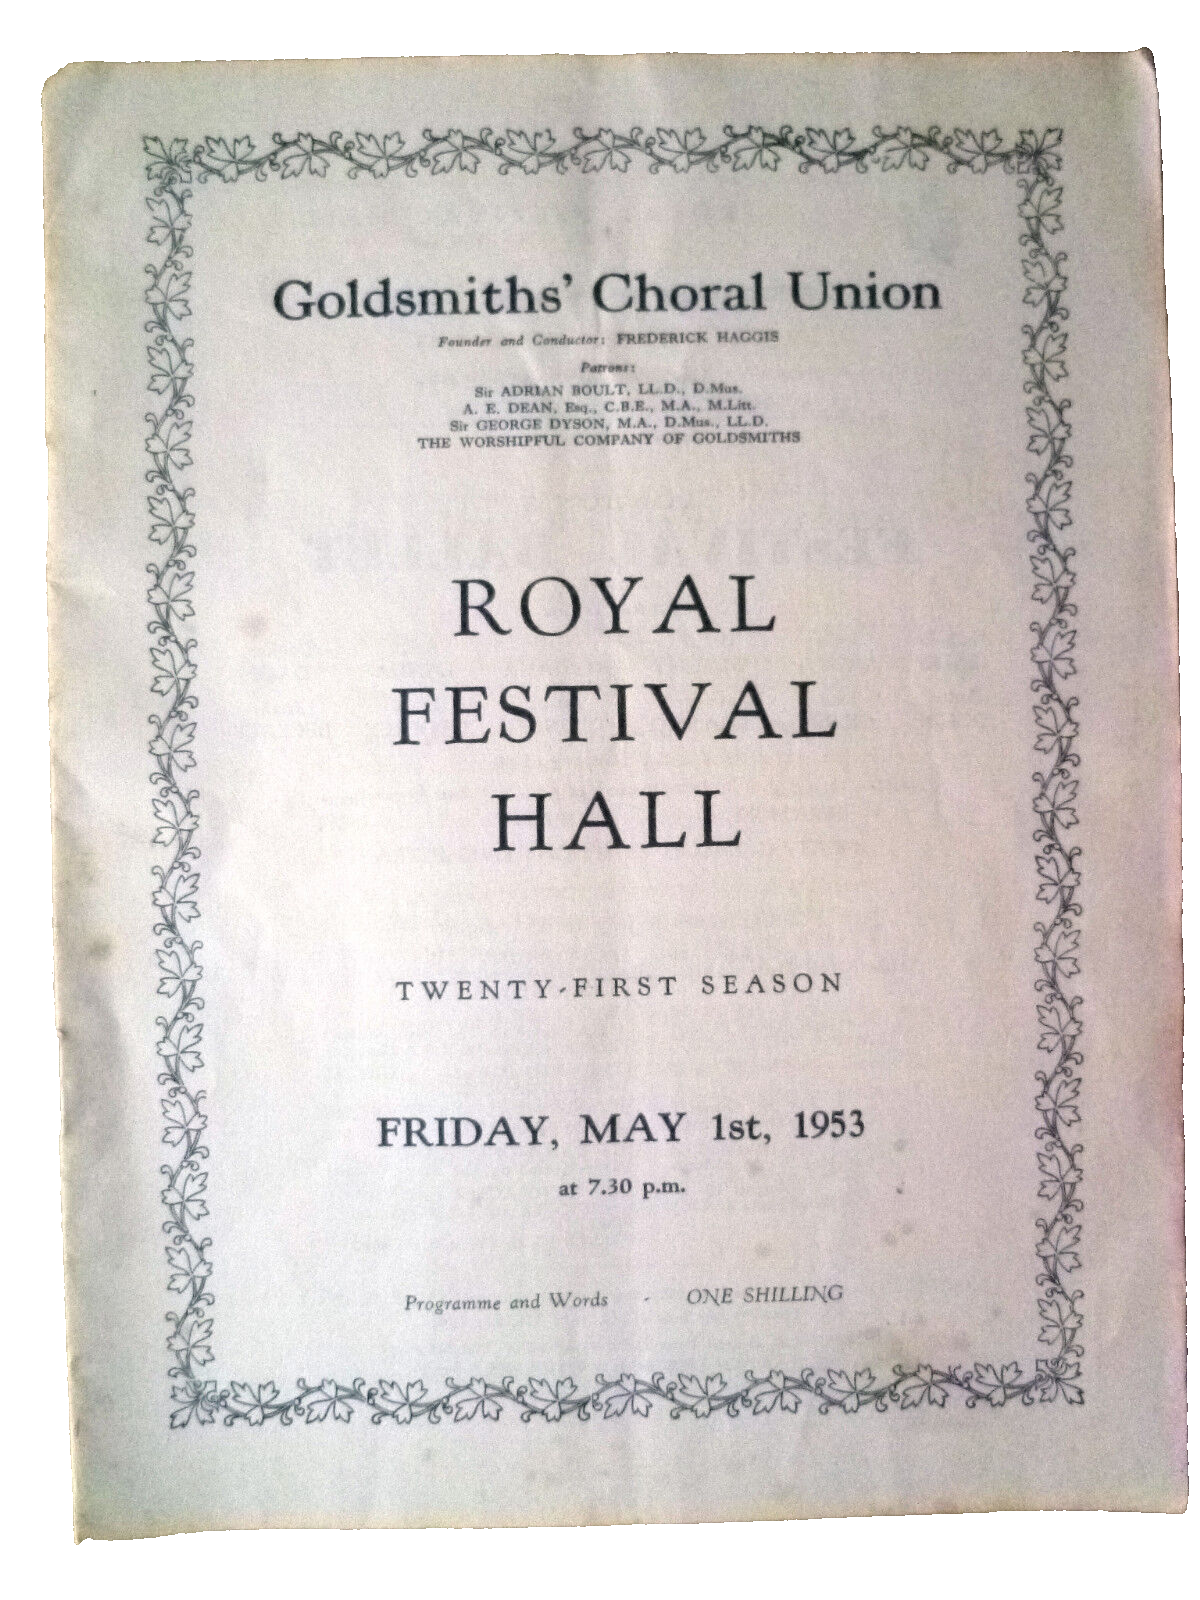 Goldsmiths' Choral Union
Founder and Conductor: FREDERICK HAGGIS
Patrons:
Sir ADRIAN BOULT, LL.D., D.Mus.
A. E. DEAN, Esq., C.B.E., M.A., M.Litt.
Sir GEORGE DYSON, M.A., D.Mus., LL.D.
THE WORSHIPFUL COMPANY OF GOLDSMITHS
ROYAL
FESTIVAL
HALL
TWENTY-FIRST SEASON
FRIDAY, MAY 1st, 1953
at 7.30 p.m.
Programme and Words - ONE SHILLING